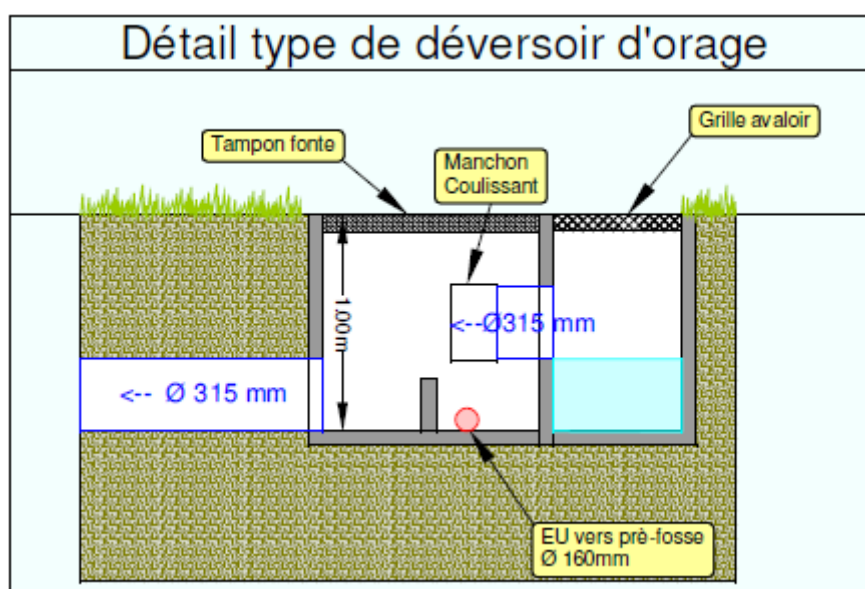 Détail type de déversoir d'orage
Grille avaloir
Tampon fonte
Manchon
Coulissant
1.00m
<--Ø315 mm
<-- Ø 315 mm
EU vers prè-fosse
Ø 160mm